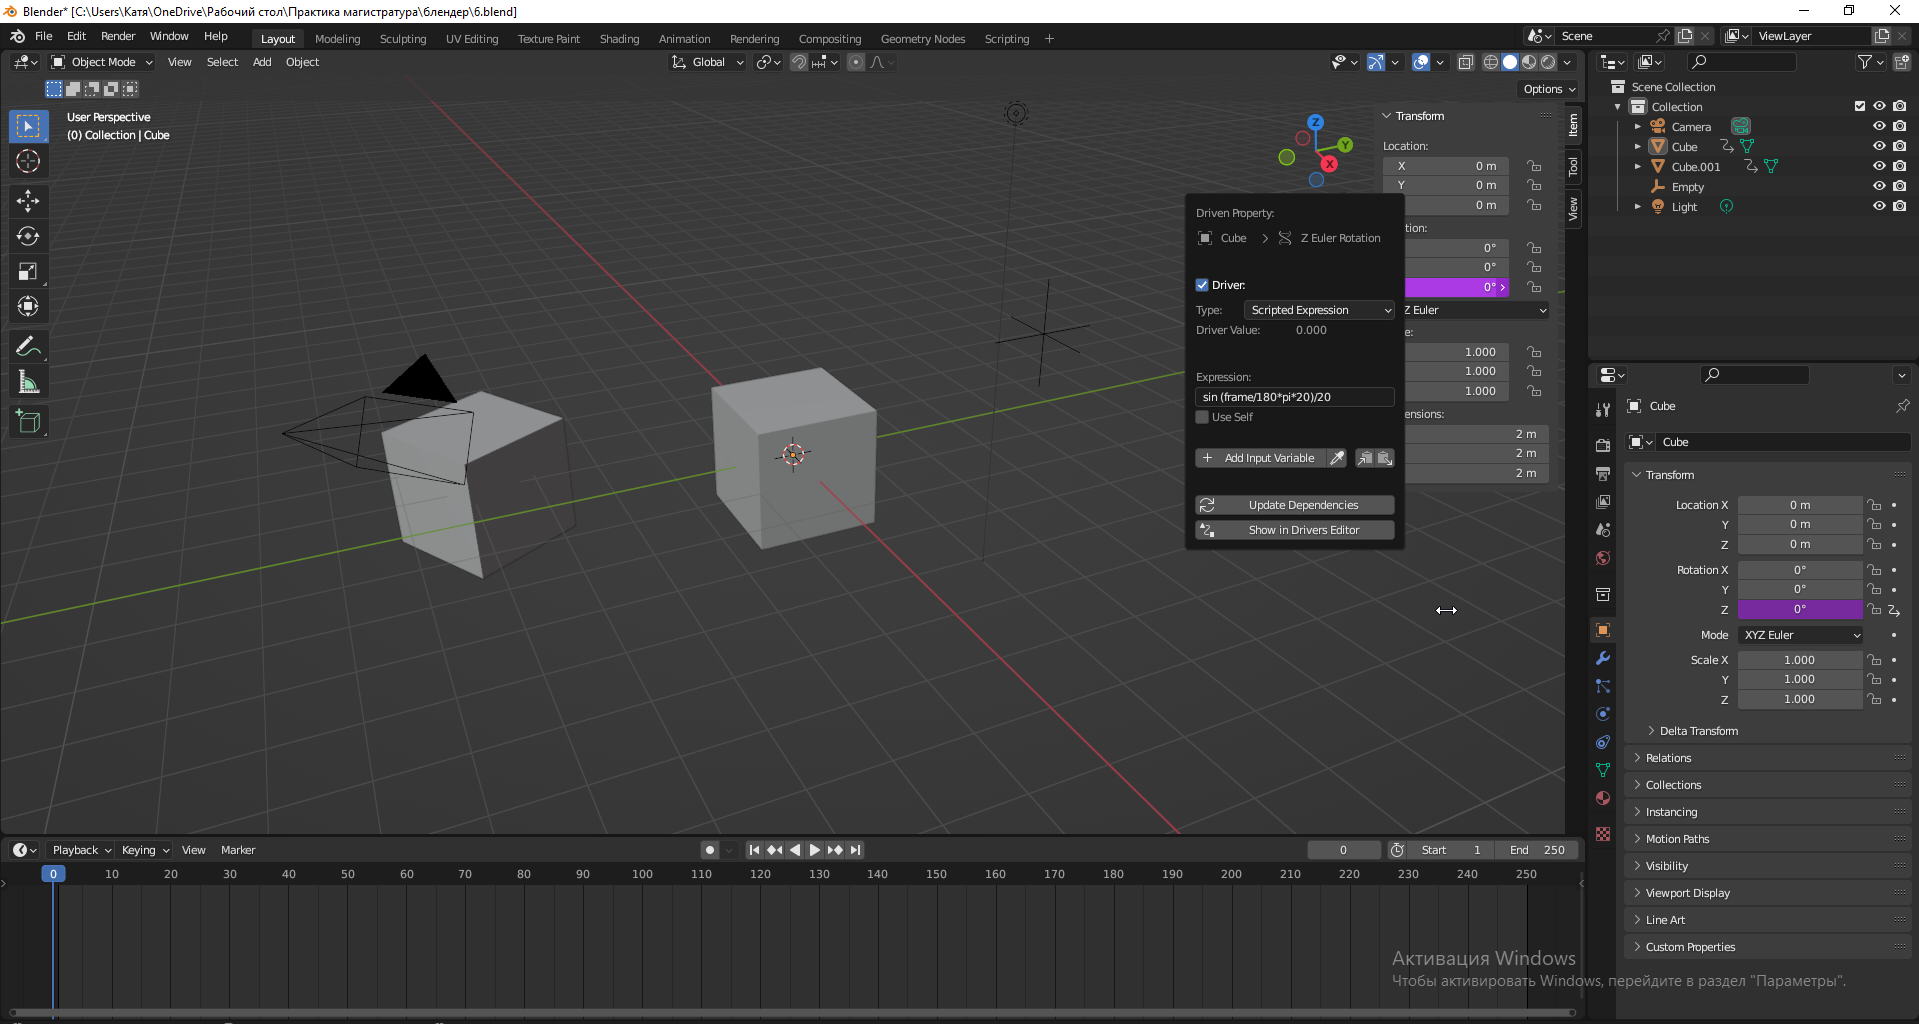 Blender* [C:\Users\Катя\OneDrive\Рабочий стол\Практика магистратура\блендер\6.blend]
File Edit Render Window Help Layout Modeling Sculpting UV Editing Texture Paint Shading Animation Rendering Compositing Geometry Nodes Scripting + Scene ViewLayer
Object Mode View Select Add Object Global
Options
User Perspective
(0) Collection | Cube
Z
Y
X
Transform
Location:
X 0 m
Y 0 m
0 m
tion:
0°
0°
0°
Z Euler
e:
1.000
1.000
1.000
ensions:
2 m
2 m
2 m
Item
Tool
View
Driven Property:
Cube Z Euler Rotation
Driver:
Type: Scripted Expression
Driver Value: 0.000
Expression:
sin (frame/180*pi*20)/20
Use Self
+ Add Input Variable
Update Dependencies
Show in Drivers Editor
Scene Collection
Collection
Camera
Cube
Cube.001
Empty
Light
Cube
Cube
Transform
Location X 0 m
Y 0 m
Z 0 m
Rotation X 0°
Y 0°
Z 0°
Mode XYZ Euler
Scale X 1.000
Y 1.000
Z 1.000
Delta Transform
Relations
Collections
Instancing
Motion Paths
Visibility
Viewport Display
Line Art
Custom Properties
Playback Keying View Marker 0 Start 1 End 250
0 10 20 30 40 50 60 70 80 90 100 110 120 130 140 150 160 170 180 190 200 210 220 230 240 250
Активация Windows
Чтобы активировать Windows, перейдите в раздел "Параметры".